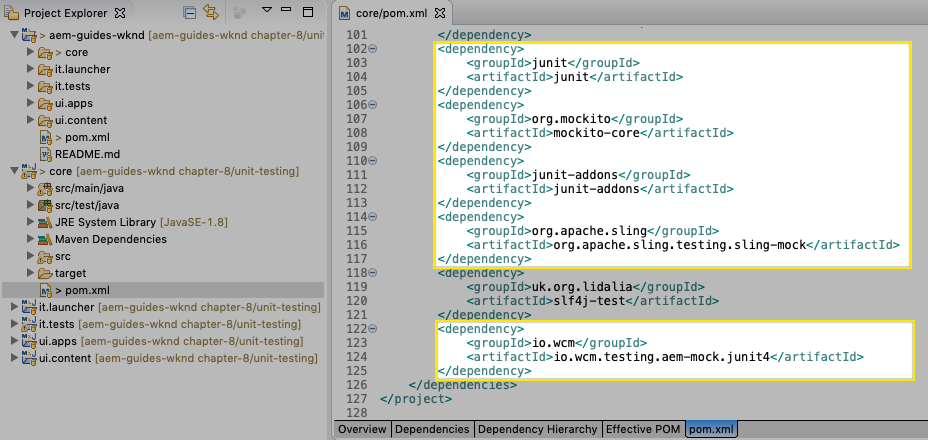 Project Explorer
> aem-guides-wknd [aem-guides-wknd chapter-8/unit
> core
it.launcher
it.tests
ui.apps
ui.content
> pom.xml
README.md
> core [aem-guides-wknd chapter-8/unit-testing]
src/main/java
src/test/java
JRE System Library [JavaSE-1.8]
Maven Dependencies
src
target
> pom.xml
it.launcher [aem-guides-wknd chapter-8/unit-testing]
it.tests [aem-guides-wknd chapter-8/unit-testing]
ui.apps [aem-guides-wknd chapter-8/unit-testing]
ui.content [aem-guides-wknd chapter-8/unit-testing]
core/pom.xml
101 </dependency>
102 <dependency>
103 <groupId>junit</groupId>
104 <artifactId>junit</artifactId>
105 </dependency>
106 <dependency>
107 <groupId>org.mockito</groupId>
108 <artifactId>mockito-core</artifactId>
109 </dependency>
110 <dependency>
111 <groupId>junit-addons</groupId>
112 <artifactId>junit-addons</artifactId>
113 </dependency>
114 <dependency>
115 <groupId>org.apache.sling</groupId>
116 <artifactId>org.apache.sling.testing.sling-mock</artifactId>
117 </dependency>
118 <dependency>
119 <groupId>uk.org.lidalia</groupId>
120 <artifactId>slf4j-test</artifactId>
121 </dependency>
122 <dependency>
123 <groupId>io.wcm</groupId>
124 <artifactId>io.wcm.testing.aem-mock.junit4</artifactId>
125 </dependency>
126 </dependencies>
127 </project>
128
Overview Dependencies Dependency Hierarchy Effective POM pom.xml